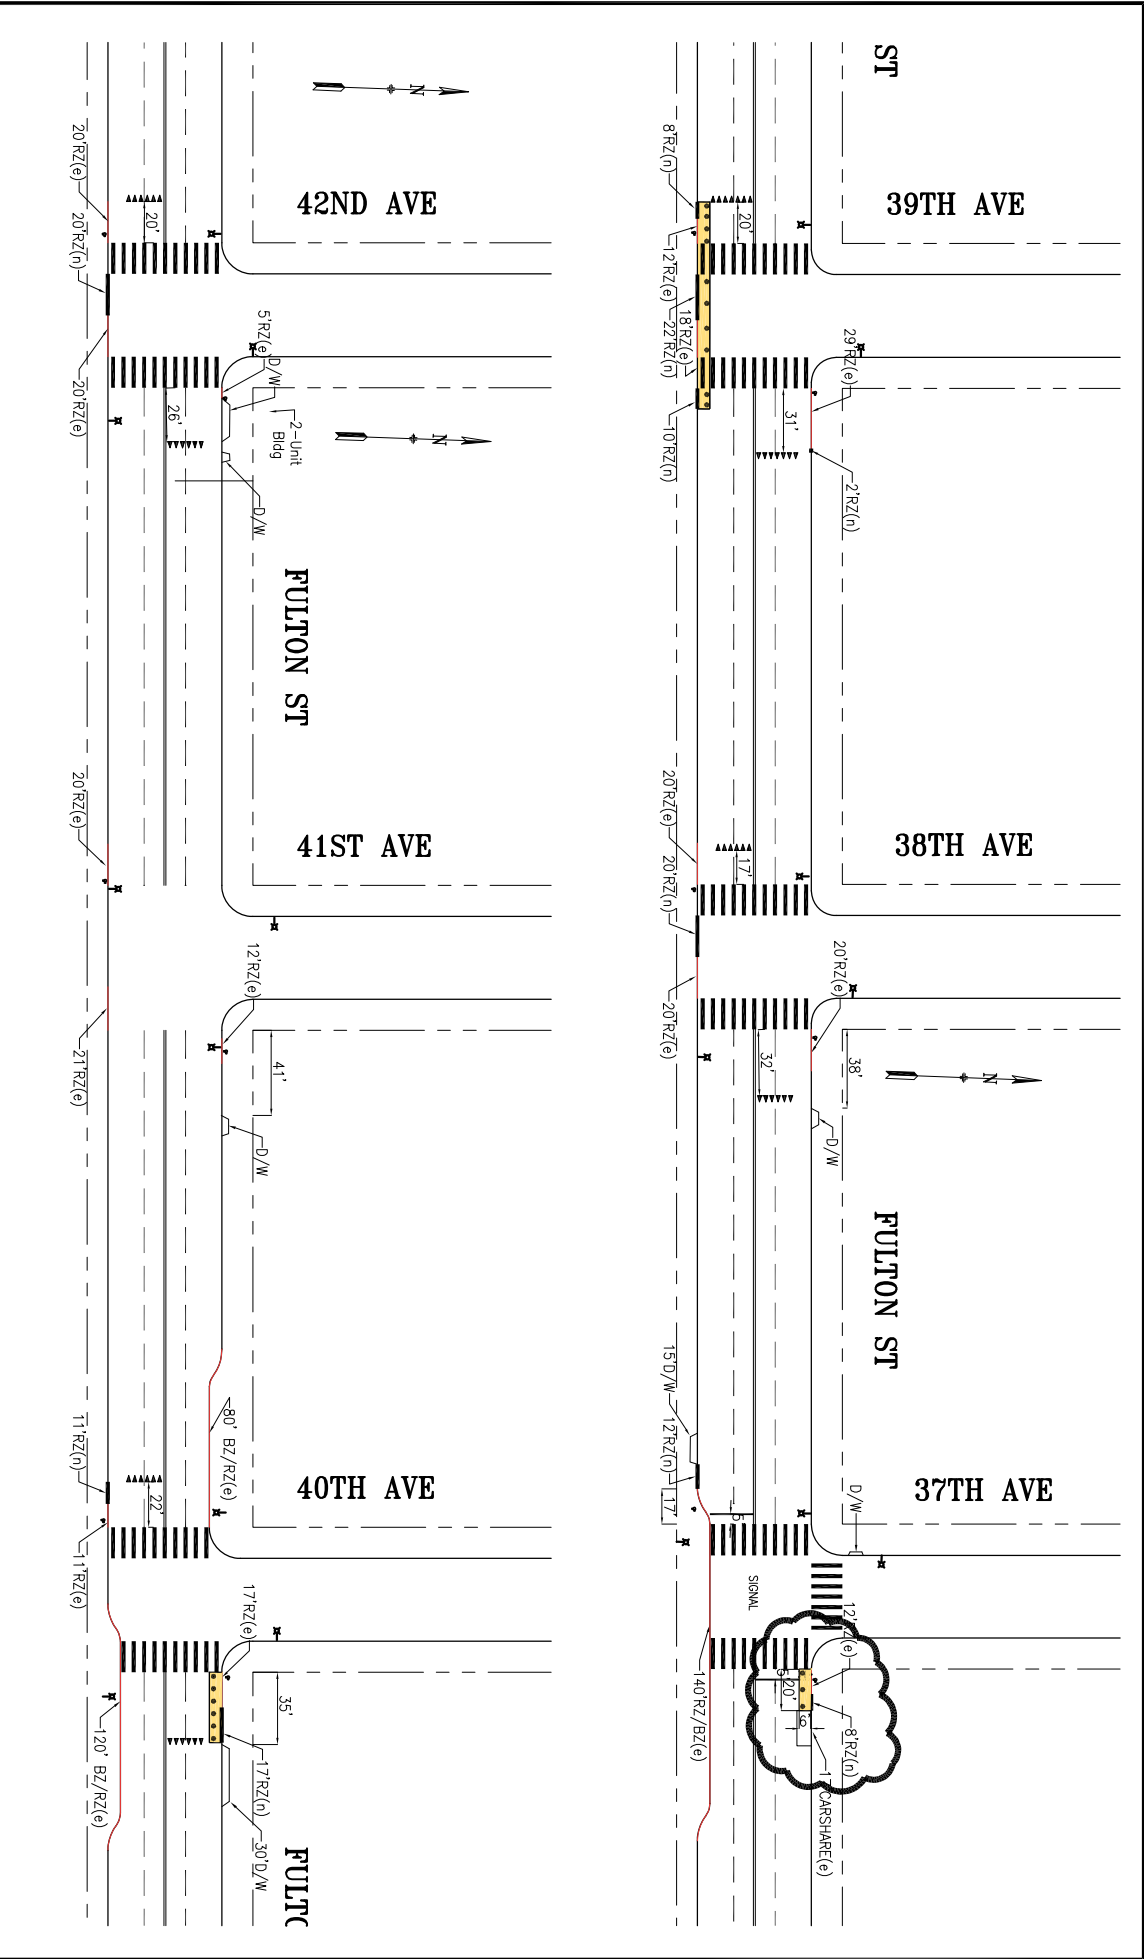 ST
N
8'RZ(n)
20'
39TH AVE
12'RZ(e)
18'RZ(e)
22'RZ(n)
10'RZ(n)
29'RZ(e)
31'
2'RZ(n)
20'RZ(e)
20'RZ(n)
17'
38TH AVE
20'RZ(e)
20'RZ(e)
32'
38'
N
D/W
FULTON ST
15'D/W
12'RZ(n)
17'
5'
37TH AVE
D/W
SIGNAL
12'RZ(e)
140'RZ/BZ(e)
20'
8'RZ(n)
CARSHARE(e)
20'RZ(e)
20'RZ(n)
20'
42ND AVE
20'RZ(e)
5'RZ(e)
D/W
26'
2-Unit
Bldg
D/W
N
FULTON ST
20'RZ(e)
41ST AVE
21'RZ(e)
12'RZ(e)
41'
D/W
80' BZ/RZ(e)
11'RZ(n)
22'
40TH AVE
11'RZ(e)
17'RZ(e)
35'
120' BZ/RZ(e)
17'RZ(n)
30'D/W